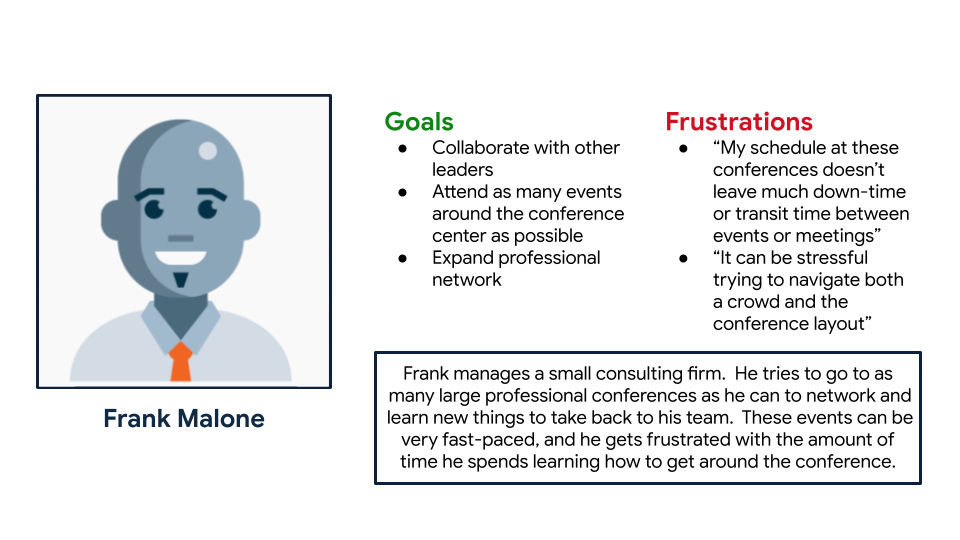 Goals
● Collaborate with other
leaders
● Attend as many events
around the conference
center as possible
● Expand professional
network
Frustrations
● “My schedule at these
conferences doesn’t
leave much down-time
or transit time between
events or meetings”
● “It can be stressful
trying to navigate both
a crowd and the
conference layout”
Frank manages a small consulting firm.  He tries to go to as
many large professional conferences as he can to network and
learn new things to take back to his team.  These events can be
very fast-paced, and he gets frustrated with the amount of
time he spends learning how to get around the conference.
Frank Malone